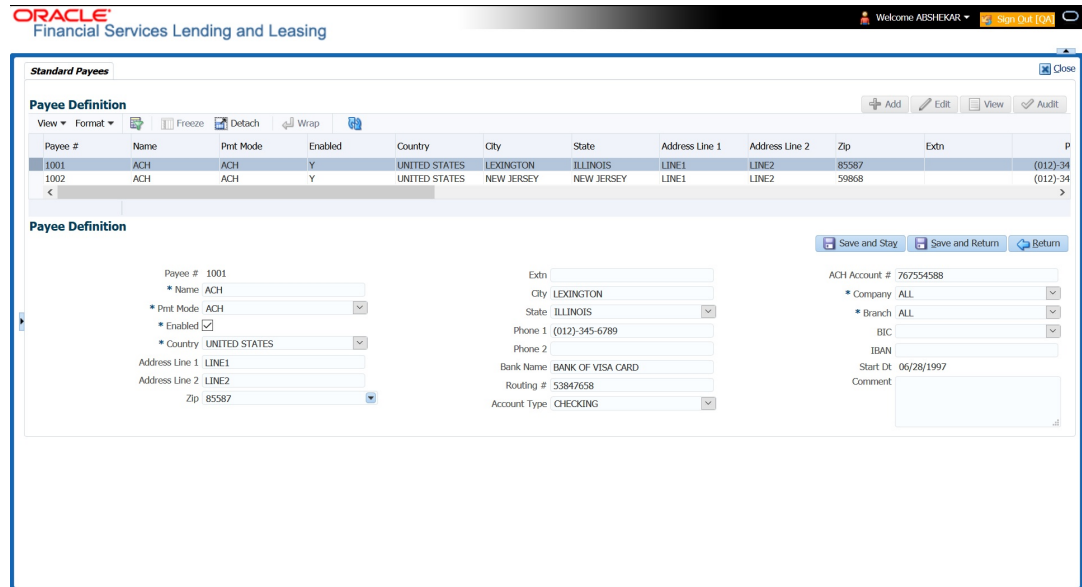 ORACLE
Financial Services Lending and Leasing
Welcome ABSHEKAR Sign Out [QA]
Standard Payees Close
Payee Definition
Add Edit View Audit
View Format Freeze Detach Wrap
Payee # Name Pmt Mode Enabled Country City State Address Line 1 Address Line 2 Zip Extn P
1001 ACH ACH Y UNITED STATES LEXINGTON ILLINOIS LINE1 LINE2 85587 (012)-34
1002 ACH ACH Y UNITED STATES NEW JERSEY NEW JERSEY LINE1 LINE2 59868 (012)-34
Payee Definition
Save and Stay Save and Return Return
Payee # 1001
* Name ACH
* Pmt Mode ACH
* Enabled
* Country UNITED STATES
Address Line 1 LINE1
Address Line 2 LINE2
Zip 85587
Extn
City LEXINGTON
State ILLINOIS
Phone 1 (012)-345-6789
Phone 2
Bank Name BANK OF VISA CARD
Routing # 53847658
Account Type CHECKING
ACH Account # 767554588
* Company ALL
* Branch ALL
BIC
IBAN
Start Dt 06/28/1997
Comment